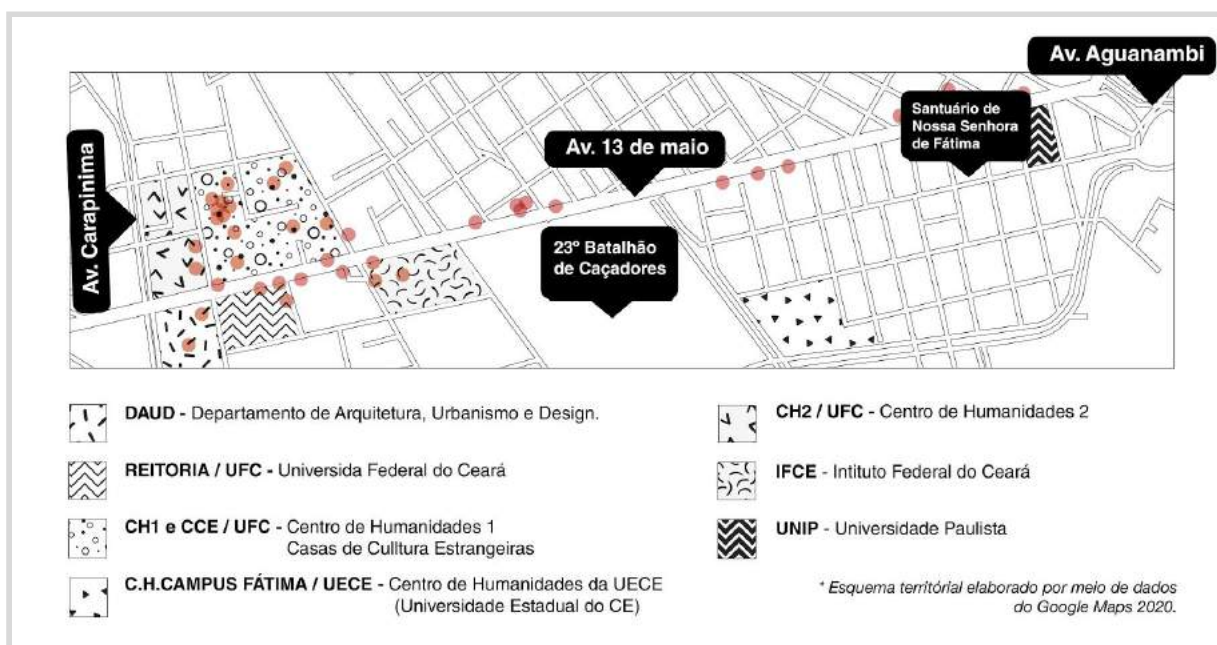 Av. Aguanambi
Santuário de
Nossa Senhora
de Fátima
Av. 13 de maio
Av. Carapinima
23º Batalhão
de Caçadores
DAUD - Departamento de Arquitetura, Urbanismo e Design.
REITORIA / UFC - Universida Federal do Ceará
CH1 e CCE / UFC - Centro de Humanidades 1
Casas de Culltura Estrangeiras
C.H.CAMPUS FÁTIMA / UECE - Centro de Humanidades da UECE
(Universidade Estadual do CE)
CH2 / UFC - Centro de Humanidades 2
IFCE - Intituto Federal do Ceará
UNIP - Universidade Paulista
* Esquema territórial elaborado por meio de dados
do Google Maps 2020.